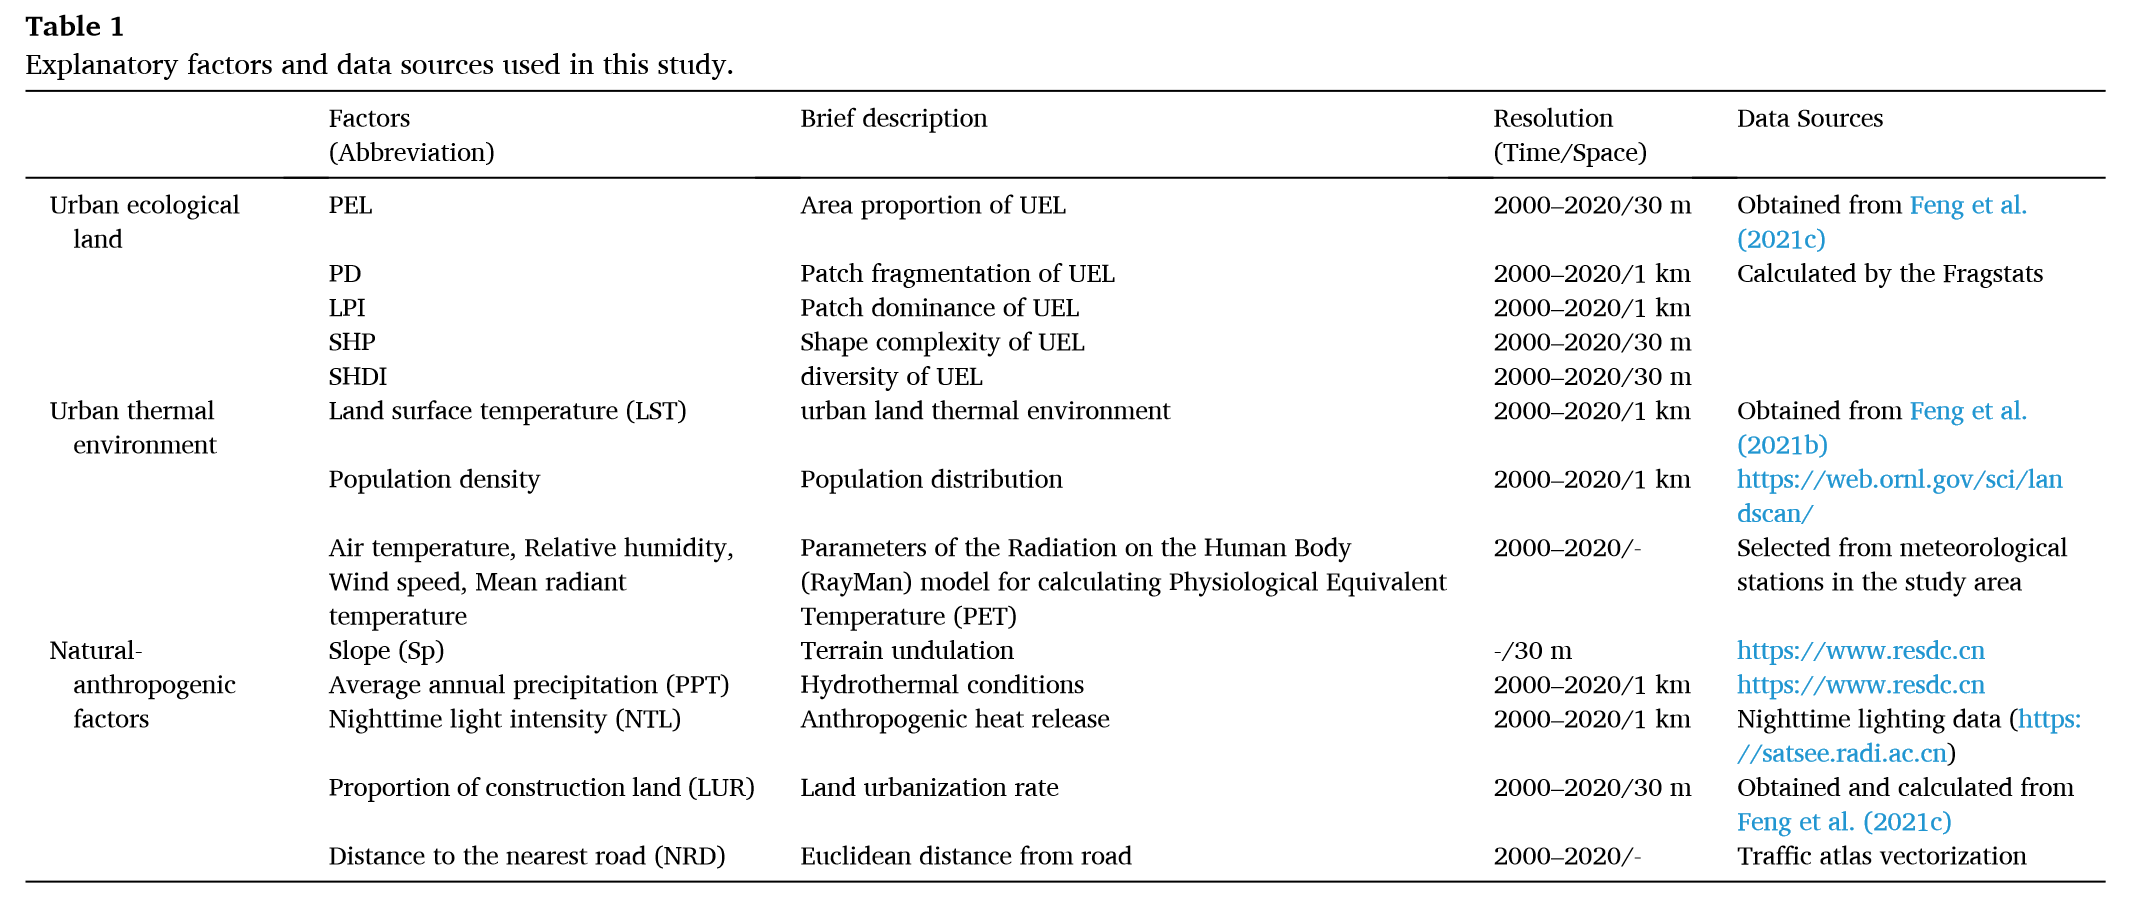 Table 1
Explanatory factors and data sources used in this study.
Factors (Abbreviation) Brief description Resolution (Time/Space) Data Sources
Urban ecological land PEL Area proportion of UEL 2000–2020/30 m Obtained from Feng et al. (2021c)
PD Patch fragmentation of UEL 2000–2020/1 km Calculated by the Fragstats
LPI Patch dominance of UEL 2000–2020/1 km
SHP Shape complexity of UEL 2000–2020/30 m
SHDI diversity of UEL 2000–2020/30 m
Urban thermal environment Land surface temperature (LST) urban land thermal environment 2000–2020/1 km Obtained from Feng et al. (2021b)
Population density Population distribution 2000–2020/1 km https://web.ornl.gov/sci/landscan/
Air temperature, Relative humidity, Wind speed, Mean radiant temperature Parameters of the Radiation on the Human Body (RayMan) model for calculating Physiological Equivalent Temperature (PET) 2000–2020/- Selected from meteorological stations in the study area
Natural-anthropogenic factors Slope (Sp) Terrain undulation -/30 m https://www.resdc.cn
Average annual precipitation (PPT) Hydrothermal conditions 2000–2020/1 km https://www.resdc.cn
Nighttime light intensity (NTL) Anthropogenic heat release 2000–2020/1 km Nighttime lighting data (https://satsee.radi.ac.cn)
Proportion of construction land (LUR) Land urbanization rate 2000–2020/30 m Obtained and calculated from Feng et al. (2021c)
Distance to the nearest road (NRD) Euclidean distance from road 2000–2020/- Traffic atlas vectorization